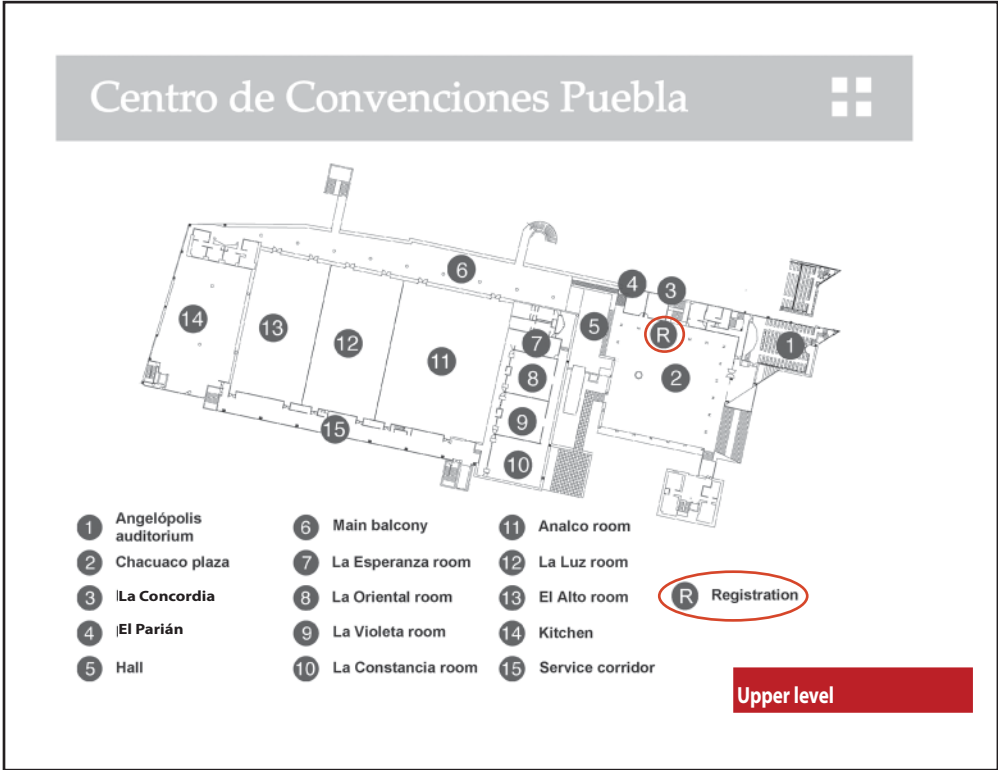 Centro de Convenciones Puebla
6
4
3
14
13
12
11
5
R
1
7
2
8
9
15
10
1 Angelópolis
auditorium
2 Chacuaco plaza
3 La Concordia
4 El Parián
5 Hall
6 Main balcony
7 La Esperanza room
8 La Oriental room
9 La Violeta room
10 La Constancia room
11 Analco room
12 La Luz room
13 El Alto room
14 Kitchen
15 Service corridor
R Registration
Upper level